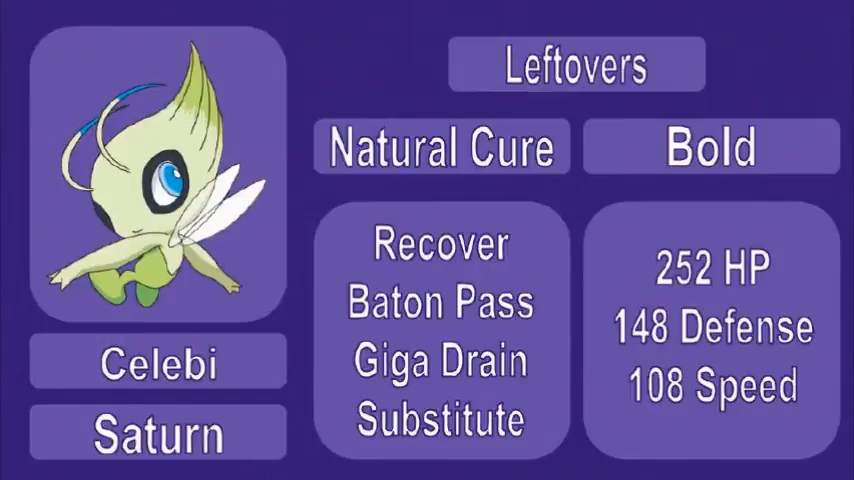 Leftovers
Natural Cure
Bold
Recover
Baton Pass
Giga Drain
Substitute
252 HP
148 Defense
108 Speed
Celebi
Saturn